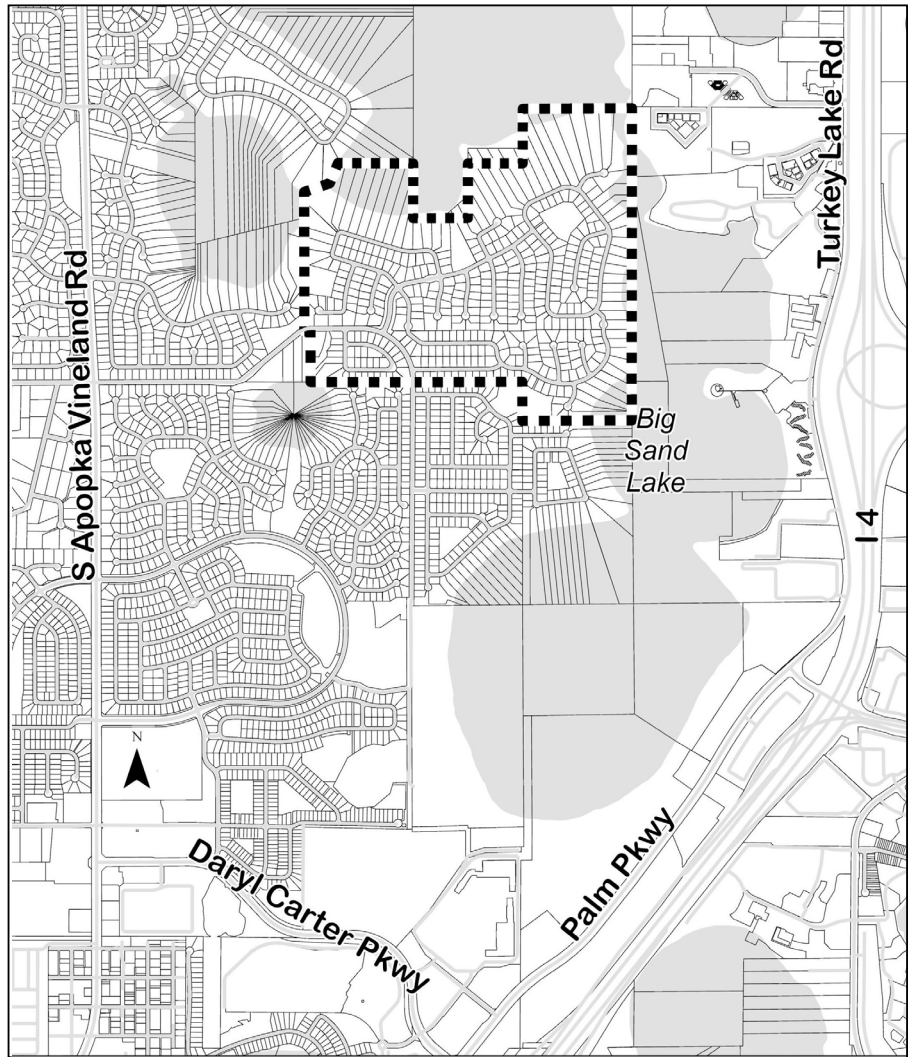 Turkey Lake Rd
S Apopka Vineland Rd
Big
Sand
Lake
I 4
N
Daryl Carter Pkwy
Palm Pkwy